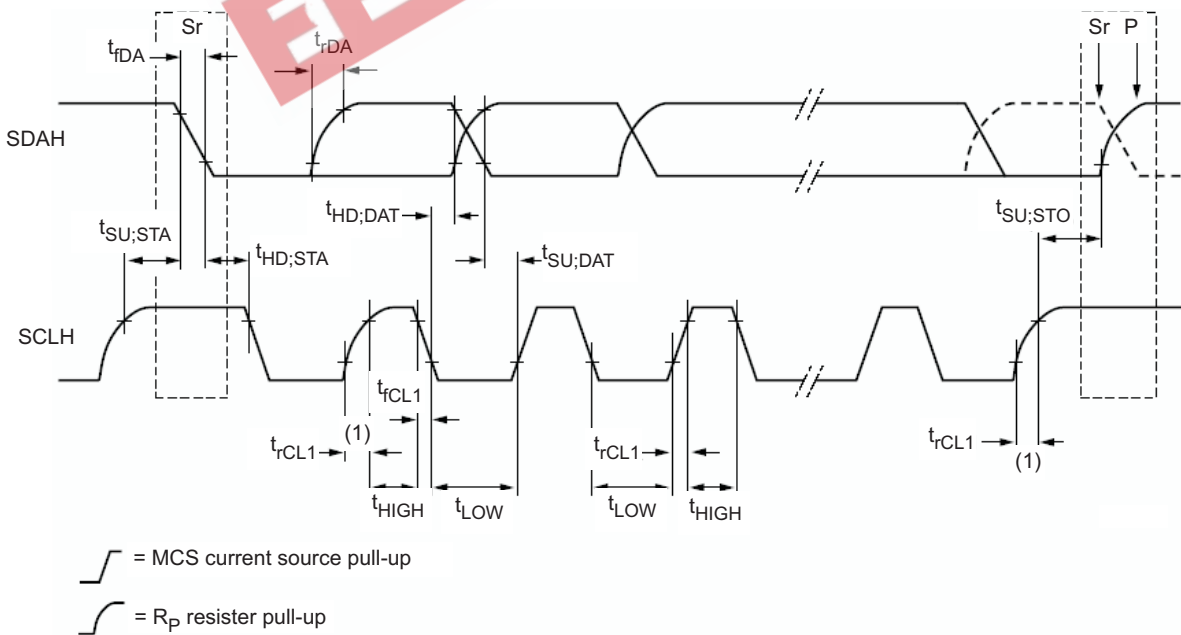 Sr
Sr P
tfDA
trDA
SDAH
tHD;DAT
tSU;STO
tSU;STA
tHD;STA
tSU;DAT
SCLH
tfCL1
trCL1
(1)
trCL1
trCL1
(1)
tHIGH
tLOW
tLOW
tHIGH
= MCS current source pull-up
= RP resister pull-up